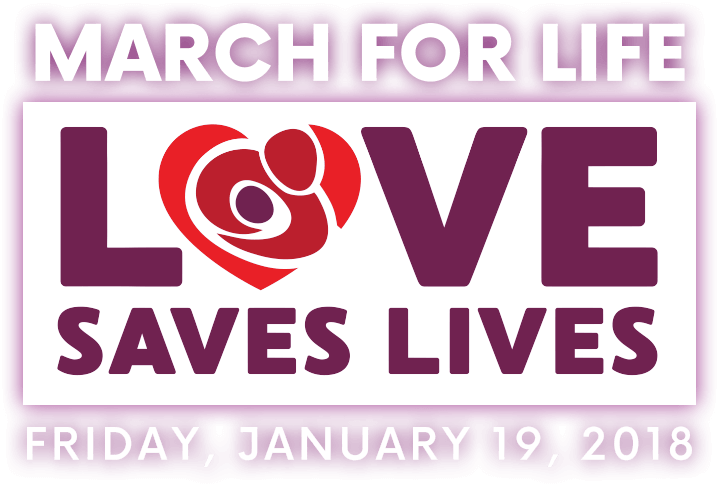 MARCH FOR LIFE
LOVE
SAVES LIVES
FRIDAY, JANUARY 19, 2018